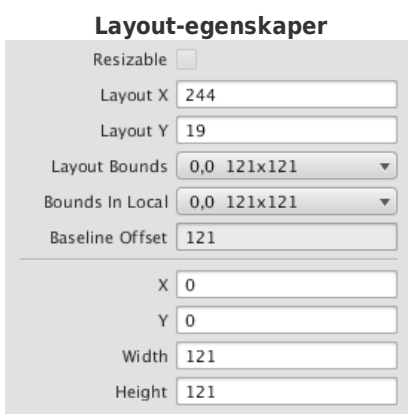 Layout-egenskaper
Resizable
Layout X 244
Layout Y 19
Layout Bounds 0,0 121x121
Bounds In Local 0,0 121x121
Baseline Offset 121
X 0
Y 0
Width 121
Height 121